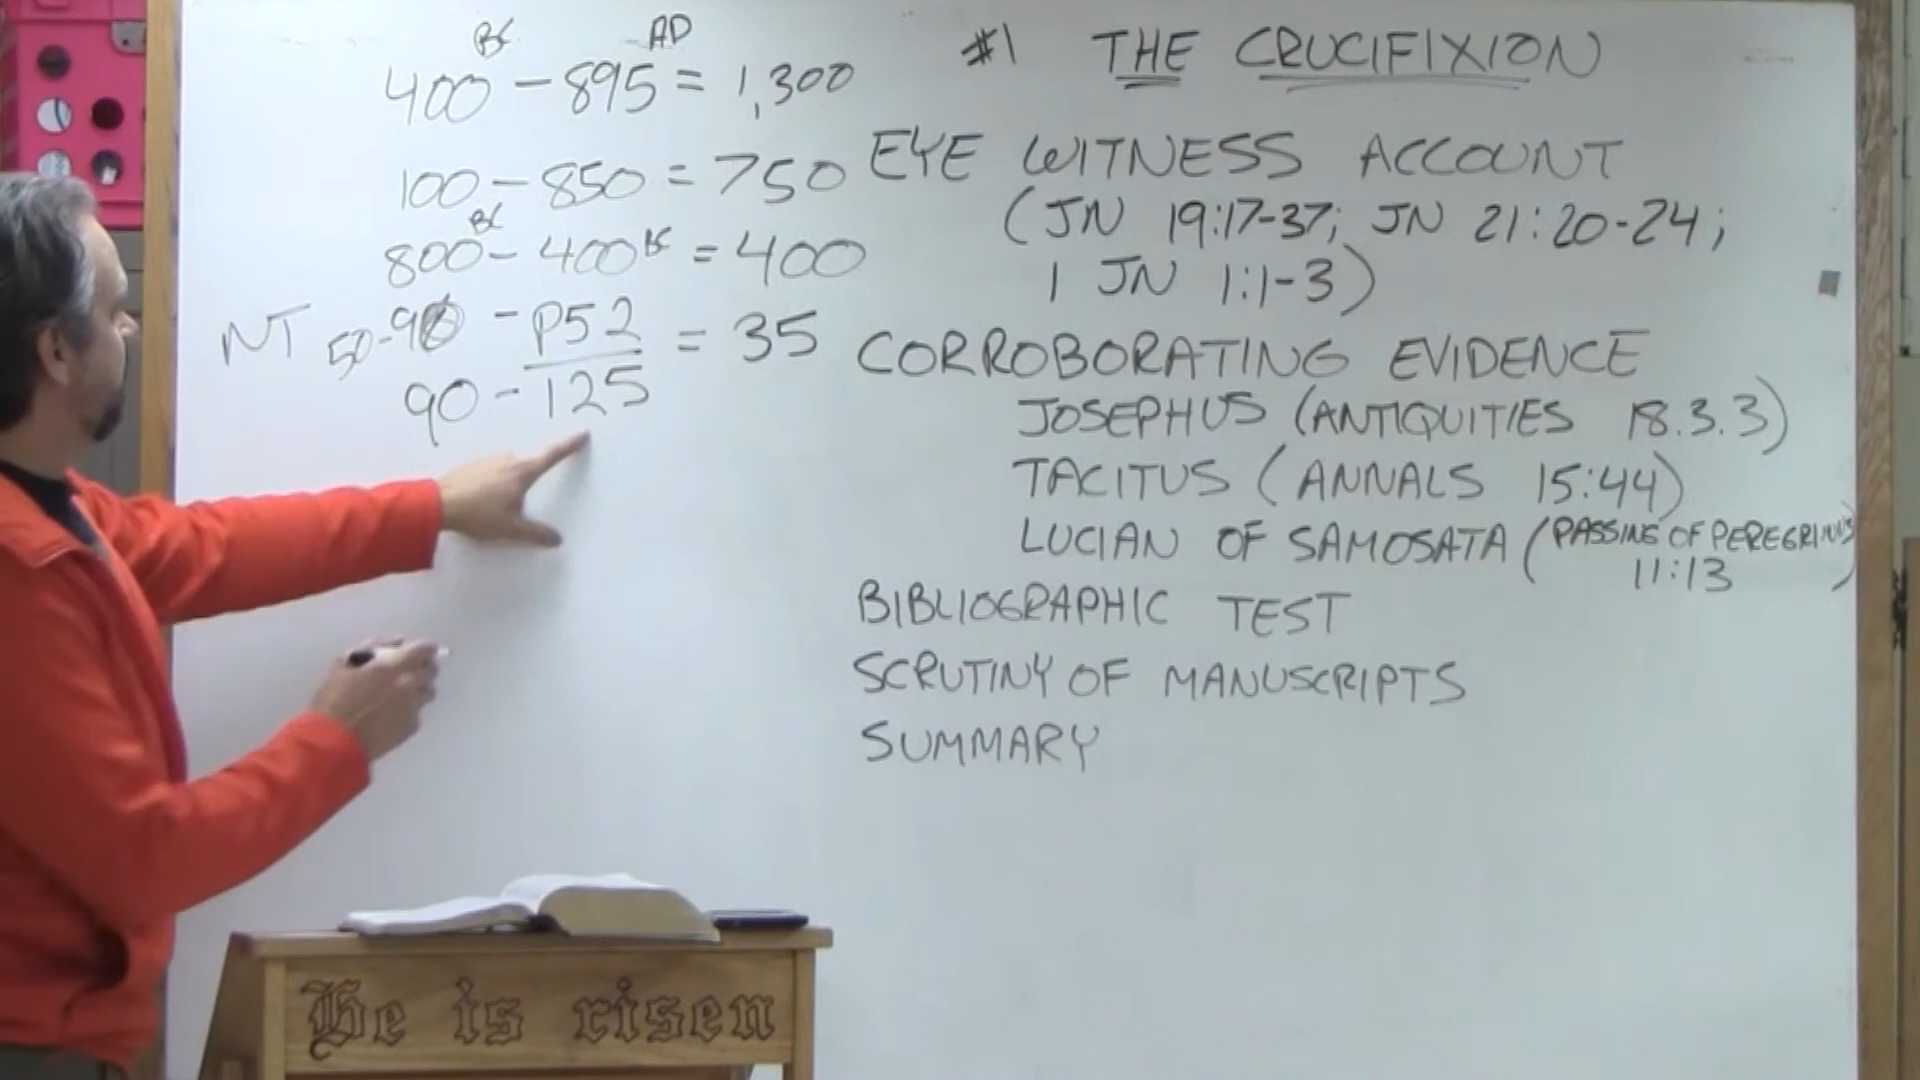 BC AD
400 - 895 = 1,300
100 - 850 = 750
BC
800 - 400 BC = 400
NT 50-90 - P52 = 35
90 - 125
#1 THE CRUCIFIXION
EYE WITNESS ACCOUNT
(JN 19:17-37; JN 21:20-24;
1 JN 1:1-3)
CORROBORATING EVIDENCE
JOSEPHUS (ANTIQUITIES 18.3.3)
TACITUS (ANNALS 15:44)
LUCIAN OF SAMOSATA (PASSING OF PEREGRINUS
11:13)
BIBLIOGRAPHIC TEST
SCRUTINY OF MANUSCRIPTS
SUMMARY
He is risen